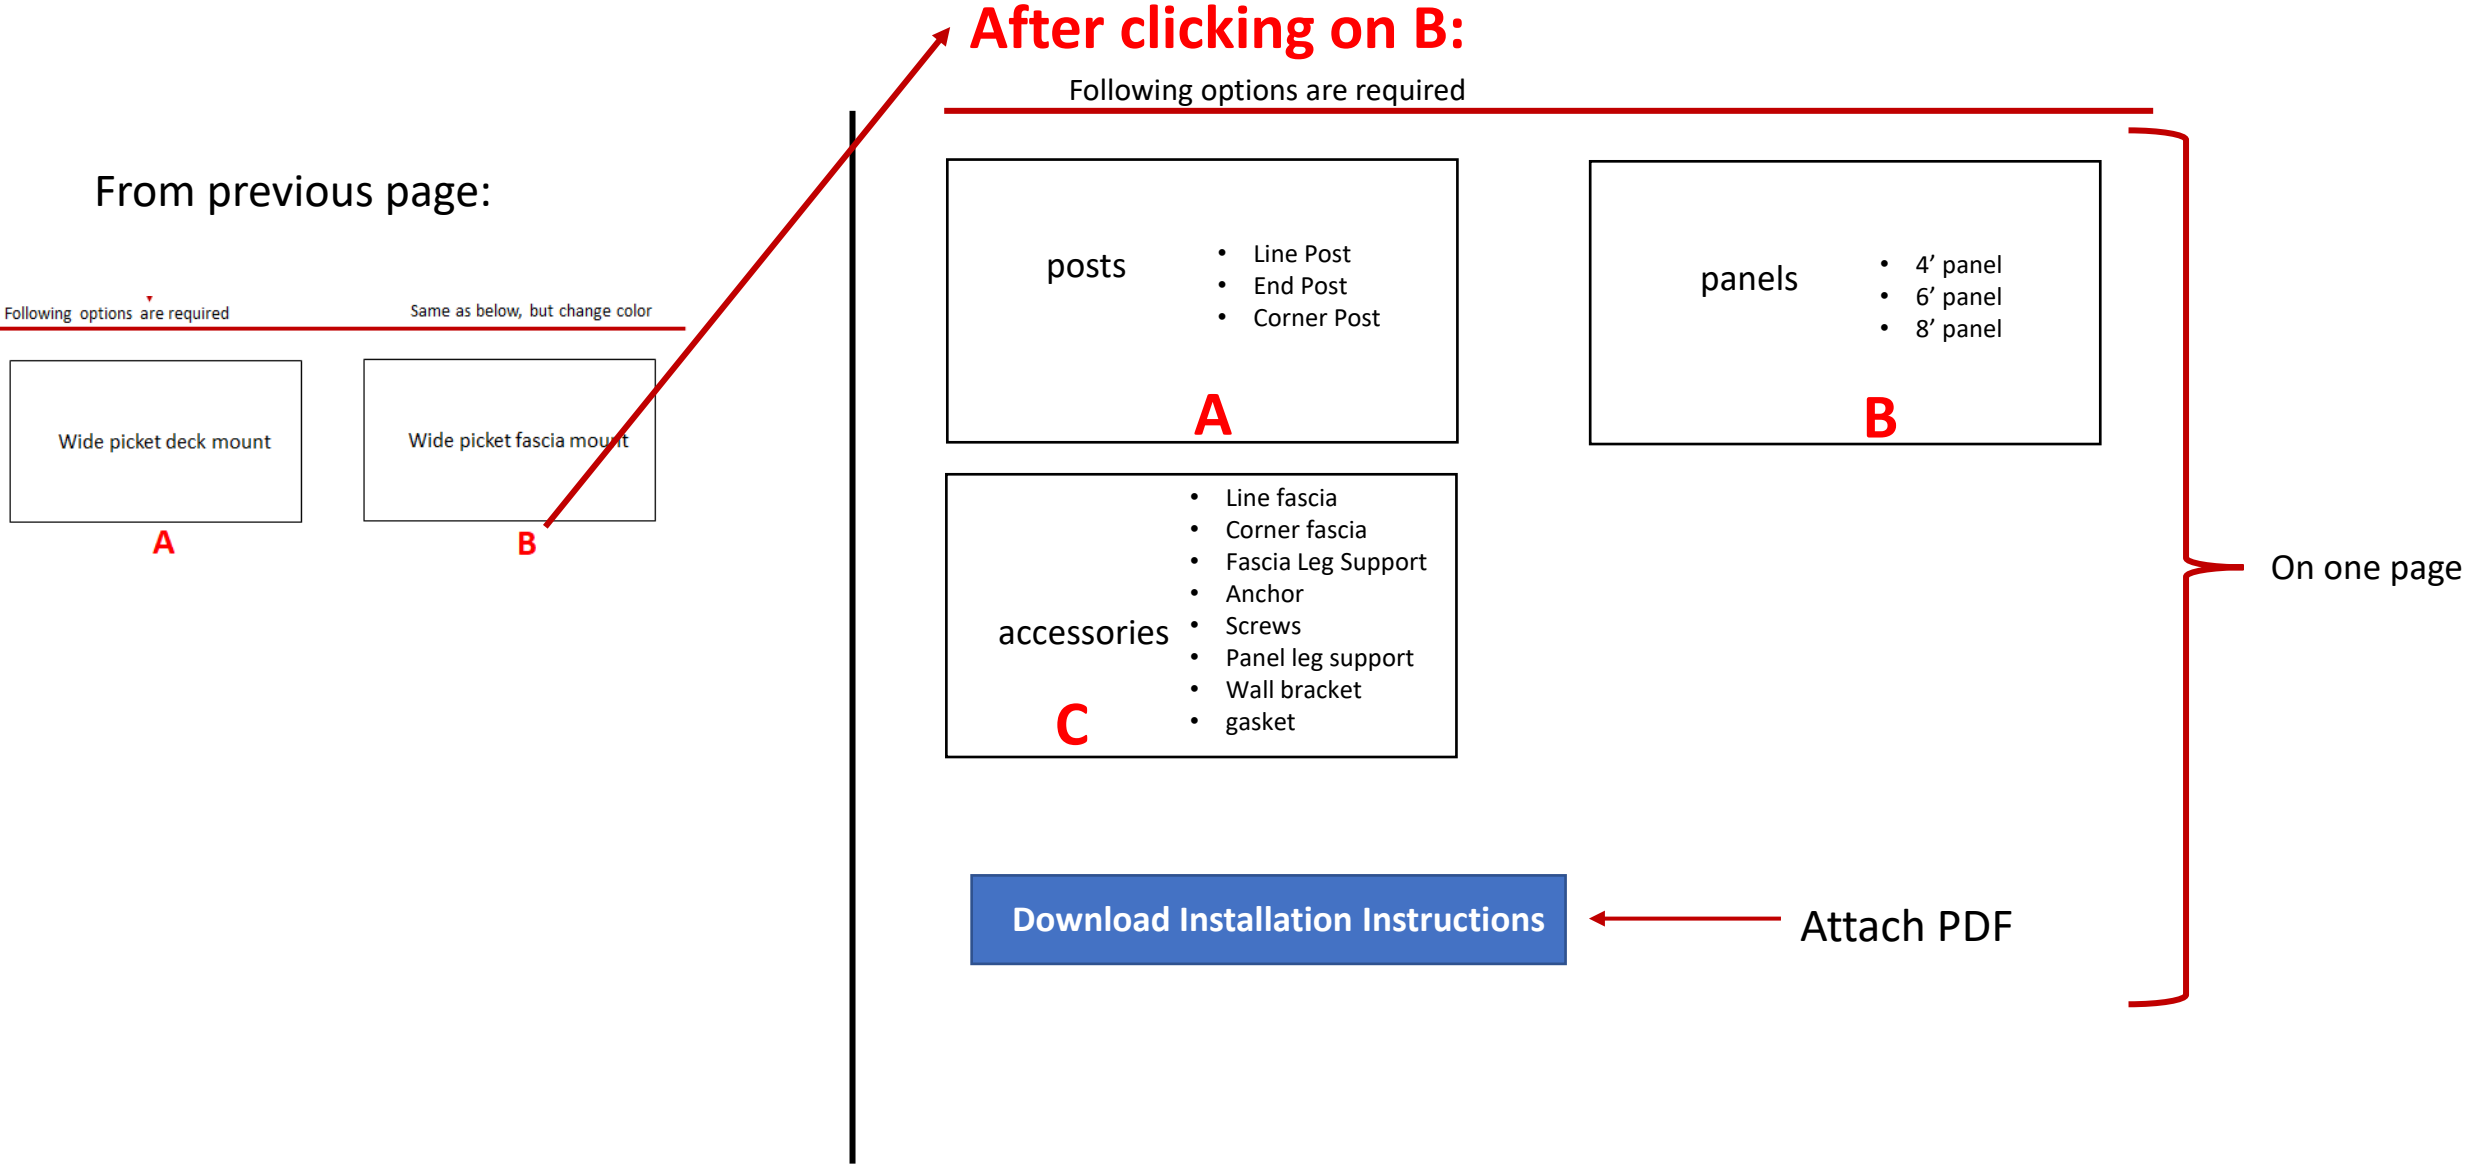 After clicking on B:
Following options are required
From previous page:
Following options are required
Same as below, but change color
Wide picket deck mount
A
Wide picket fascia mount
B
posts
• Line Post
• End Post
• Corner Post
A
panels
• 4’ panel
• 6’ panel
• 8’ panel
B
accessories
• Line fascia
• Corner fascia
• Fascia Leg Support
• Anchor
• Screws
• Panel leg support
• Wall bracket
• gasket
C
On one page
Download Installation Instructions
Attach PDF